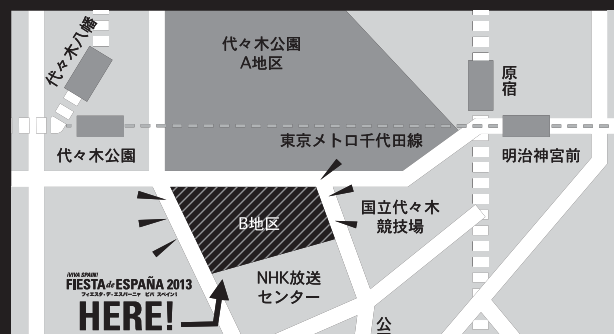 代々木八幡
代々木公園
A地区
原宿
東京メトロ千代田線
代々木公園
明治神宮前
B地区
国立代々木
競技場
NHK放送
センター
¡VIVA SPAIN!
FIESTA de ESPAÑA 2013
フィエスタ・デ・エスパーニャ ビバ スペイン!
HERE!
公